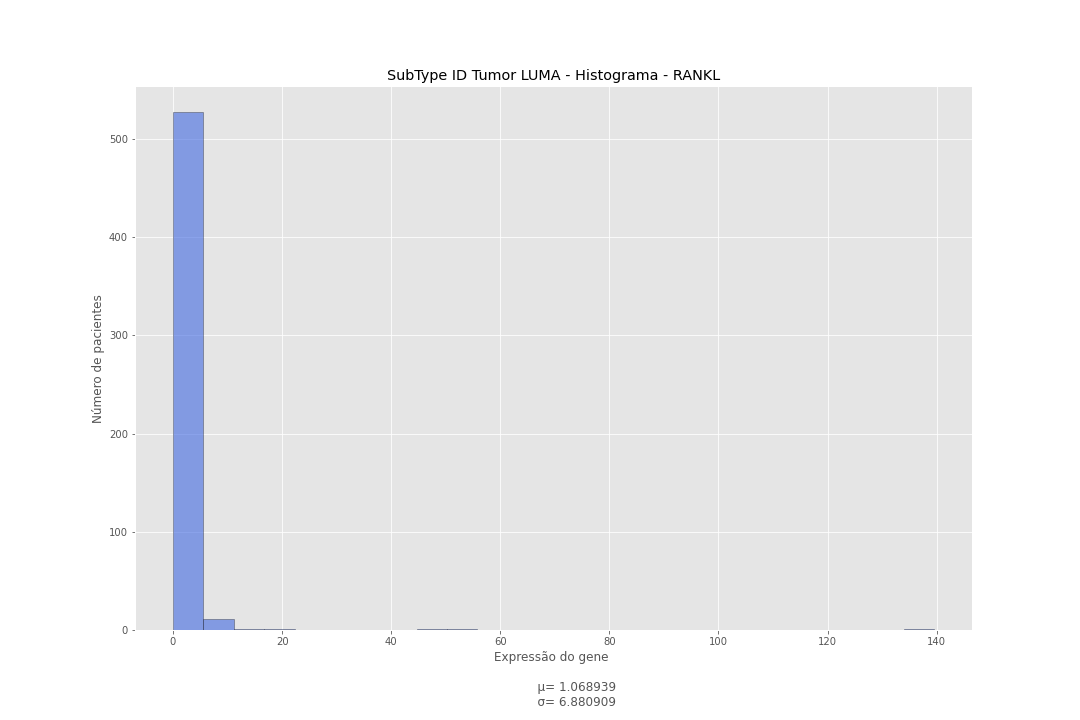 SubType ID Tumor LUMA - Histograma - RANKL
500
400
300
200
100
0
Número de pacientes
0 20 40 60 80 100 120 140
Expressão do gene
μ= 1.068939
σ= 6.880909